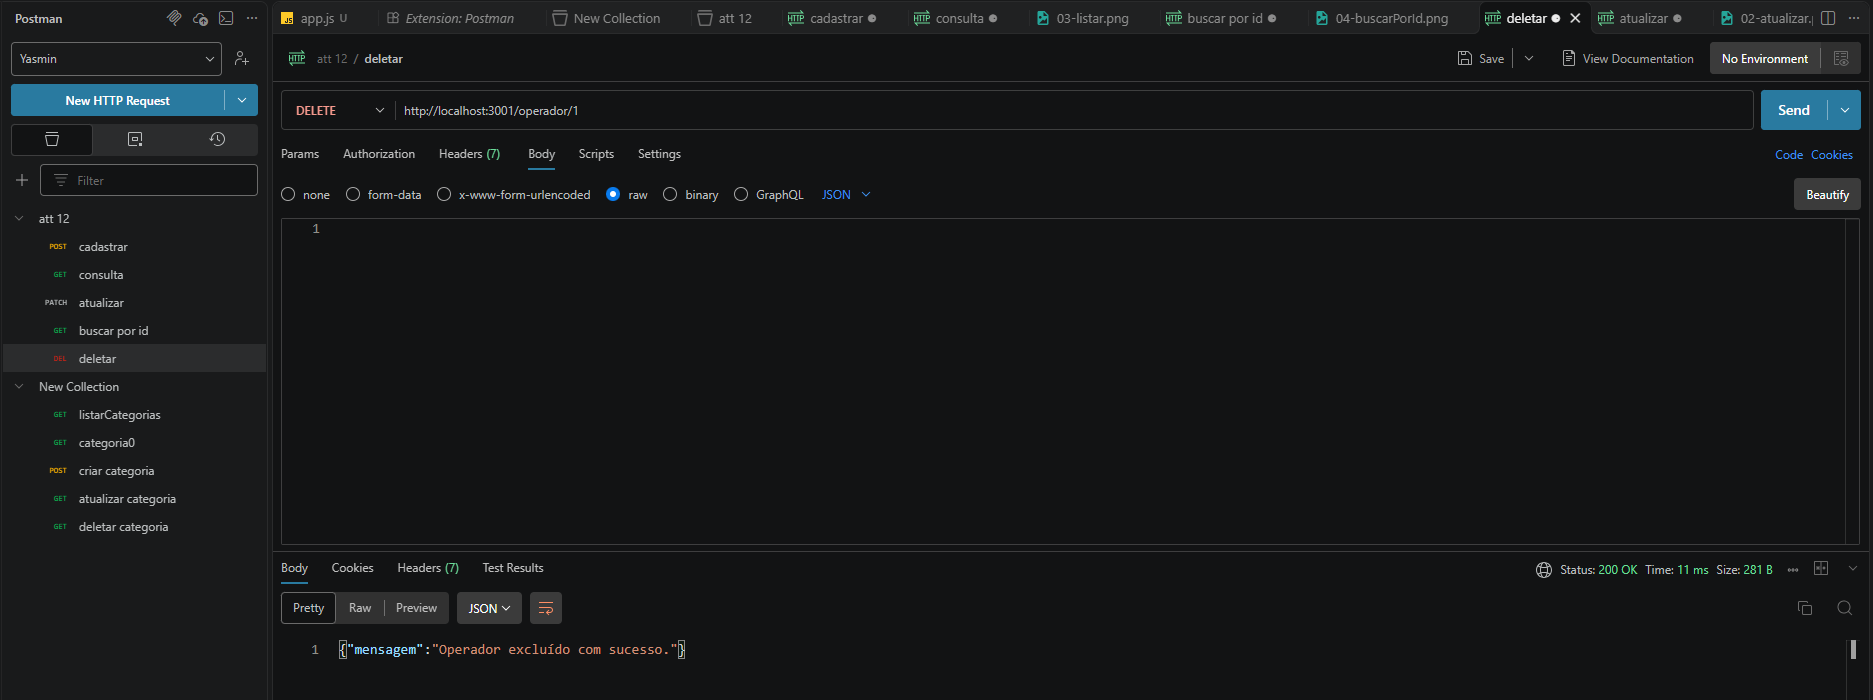 Postman
app.js U
Extension: Postman
New Collection
att 12
cadastrar
consulta
03-listar.png
buscar por id
04-buscarPorId.png
deletar
atualizar
02-atualizar.
Yasmin
att 12 / deletar
Save
View Documentation
No Environment
New HTTP Request
DELETE
http://localhost:3001/operador/1
Send
Params
Authorization
Headers (7)
Body
Scripts
Settings
Code
Cookies
Filter
none
form-data
x-www-form-urlencoded
raw
binary
GraphQL
JSON
Beautify
att 12
POST cadastrar
GET consulta
PATCH atualizar
GET buscar por id
DEL deletar
New Collection
GET listarCategorias
GET categoria0
POST criar categoria
GET atualizar categoria
GET deletar categoria
1
Body
Cookies
Headers (7)
Test Results
Status: 200 OK Time: 11 ms Size: 281 B
Pretty
Raw
Preview
JSON
1 {"mensagem":"Operador excluído com sucesso."}